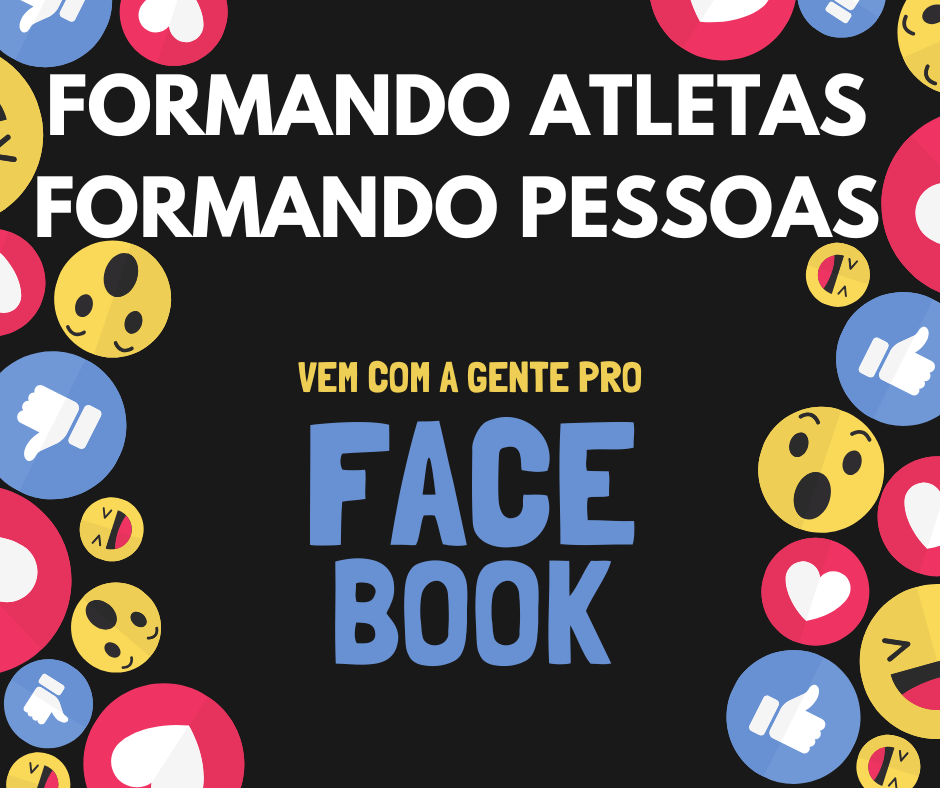 FORMANDO ATLETAS
FORMANDO PESSOAS
VEM COM A GENTE PRO
FACE
BOOK